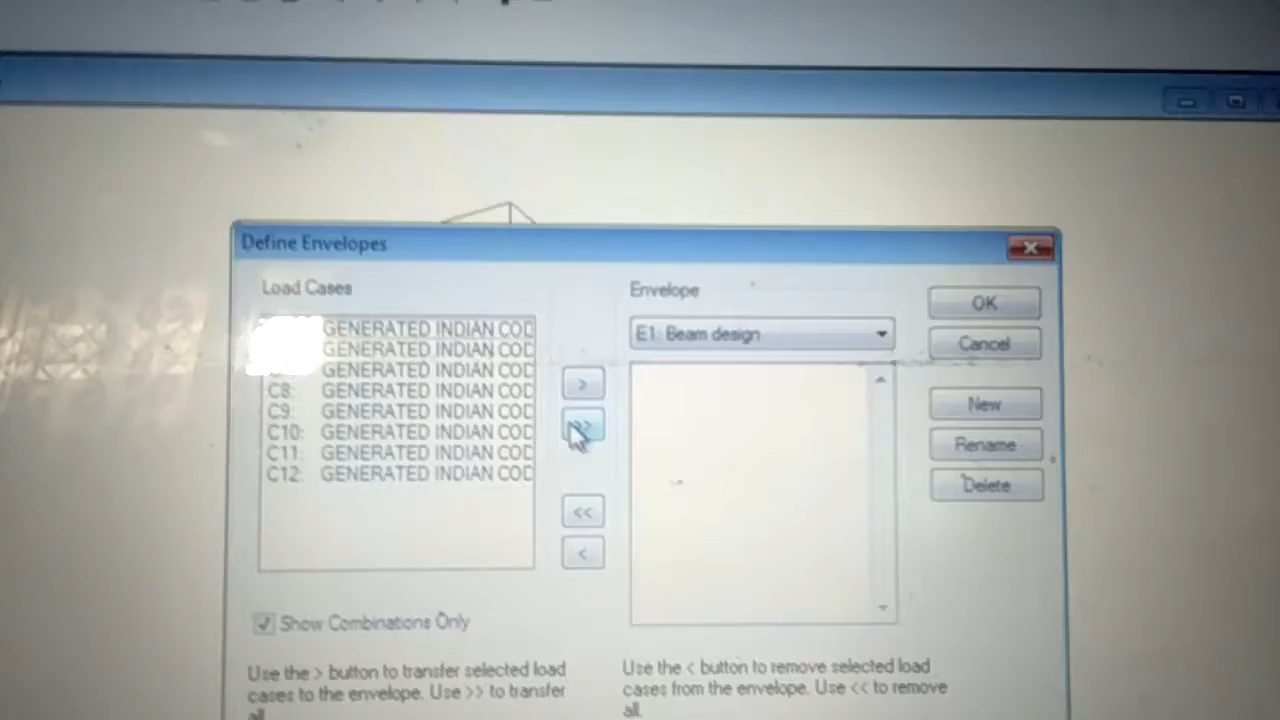 Define Envelopes
Load Cases
GENERATED INDIAN COD
GENERATED INDIAN COD
GENERATED INDIAN COD
C8: GENERATED INDIAN COD
C9: GENERATED INDIAN COD
C10: GENERATED INDIAN COD
C11: GENERATED INDIAN COD
C12: GENERATED INDIAN COD
Show Combinations Only
Use the > button to transfer selected load
cases to the envelope. Use >> to transfer
all.
>
>>
<<
<
Envelope
E1: Beam design
Use the < button to remove selected load
cases from the envelope. Use << to remove
all.
OK
Cancel
New
Rename
Delete